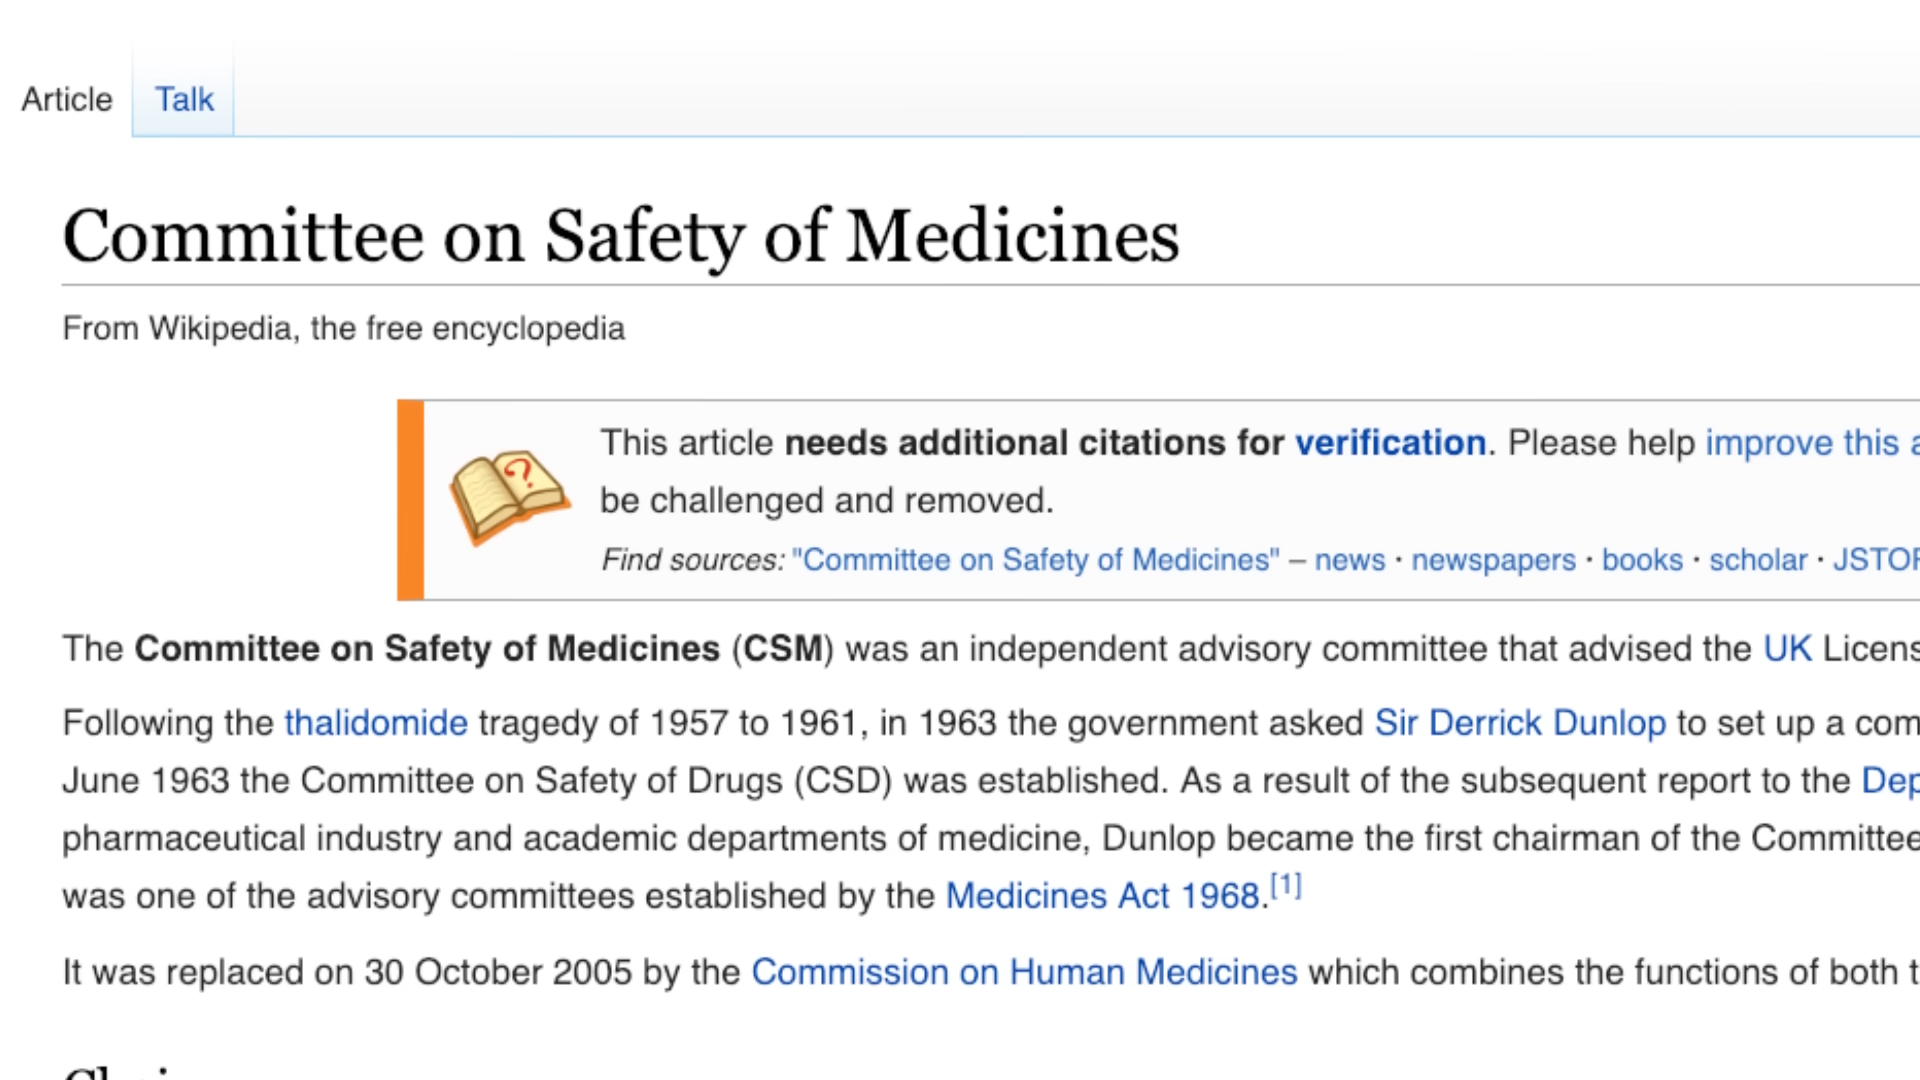 Article Talk
Committee on Safety of Medicines
From Wikipedia, the free encyclopedia
This article needs additional citations for verification. Please help improve this
be challenged and removed.
Find sources: "Committee on Safety of Medicines" – news · newspapers · books · scholar ·
The Committee on Safety of Medicines (CSM) was an independent advisory committee that advised the UK
Following the thalidomide tragedy of 1957 to 1961, in 1963 the government asked Sir Derrick Dunlop to set up a
June 1963 the Committee on Safety of Drugs (CSD) was established. As a result of the subsequent report to the
pharmaceutical industry and academic departments of medicine, Dunlop became the first chairman of the Committee
was one of the advisory committees established by the Medicines Act 1968.[1]
It was replaced on 30 October 2005 by the Commission on Human Medicines which combines the functions of both